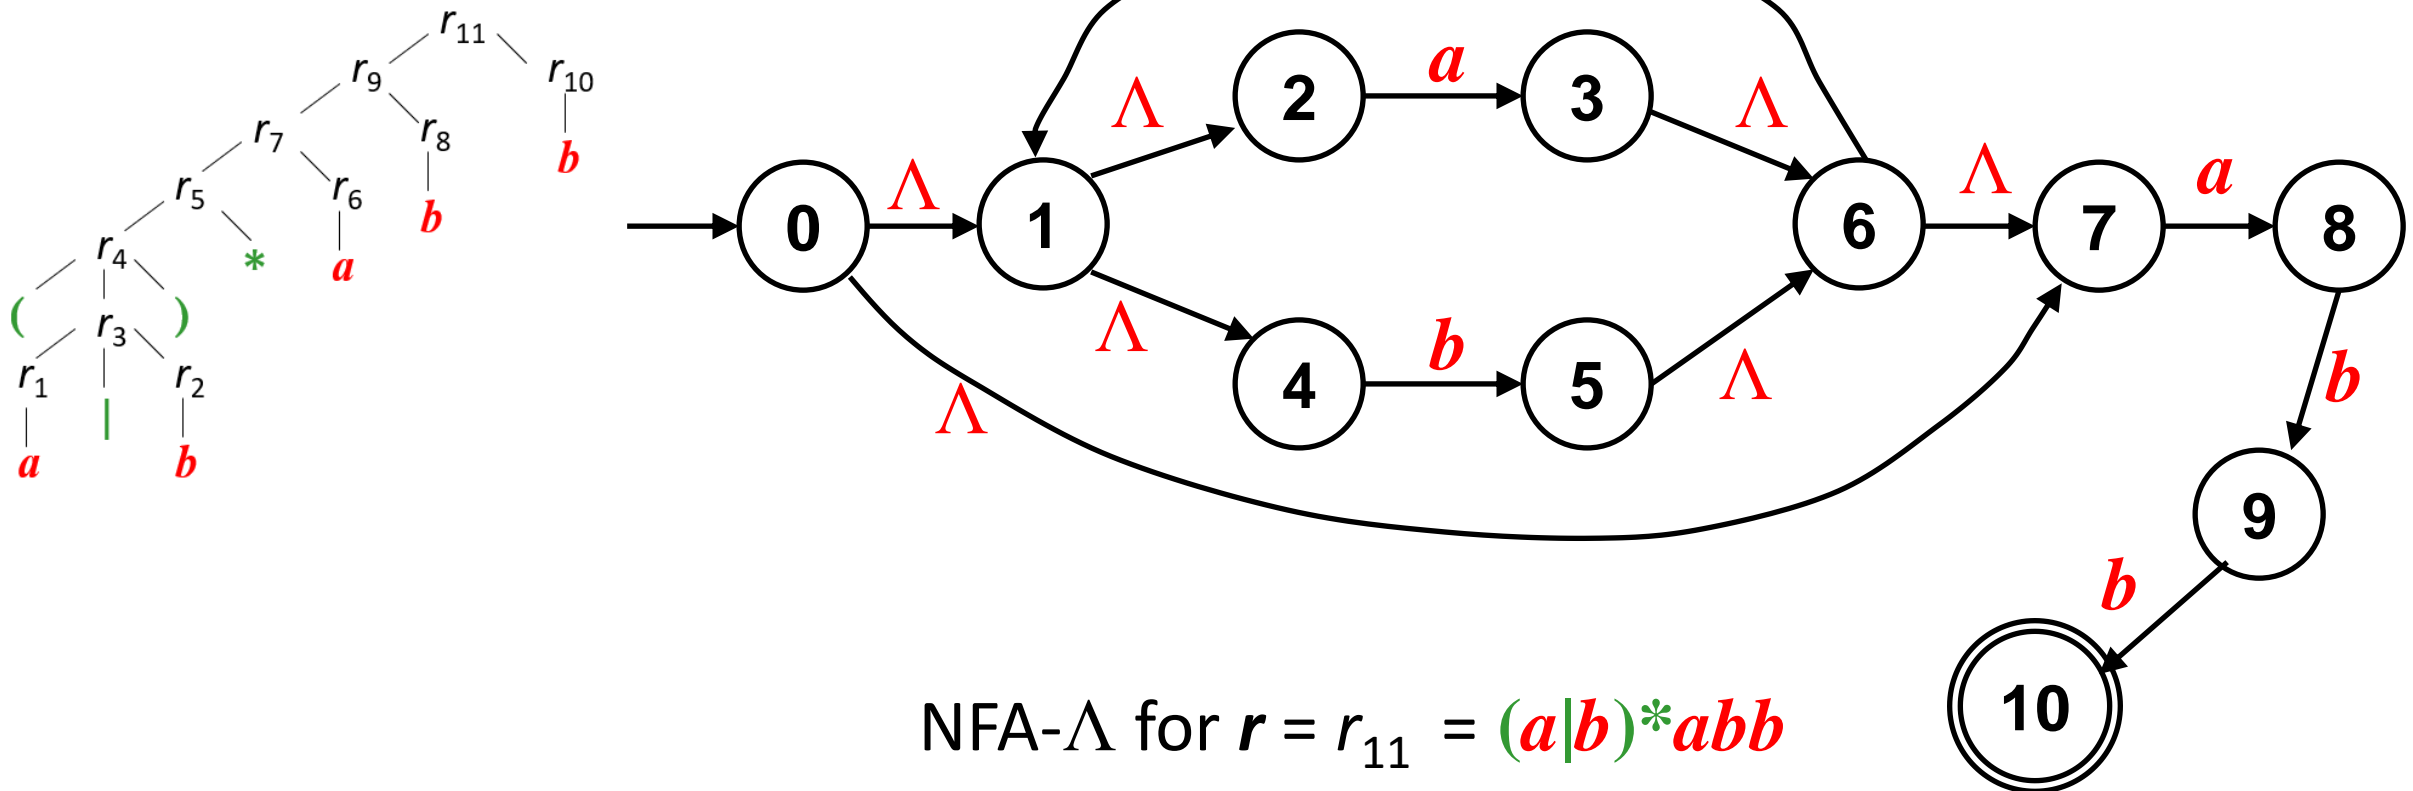 r11
r9 r10
r7 r8 b
r5 r6 b
r4 * a
( r3 )
r1 | r2
a b
Λ 2 a 3 Λ
0 Λ 1 6 Λ 7 a 8
Λ 4 b 5 Λ b
Λ
9
b
10
NFA-Λ for r = r11 = (a|b)*abb